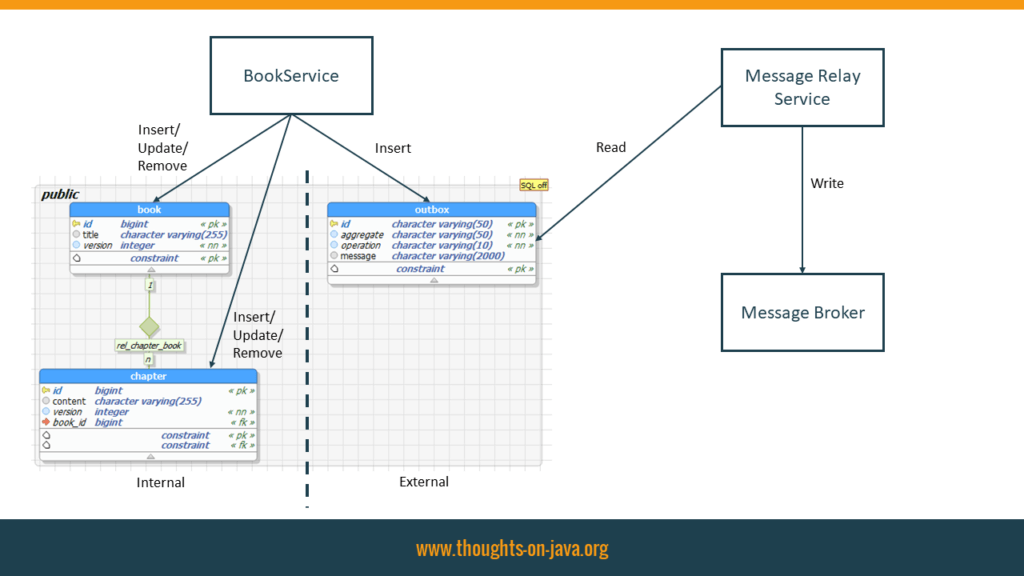 BookService
Message Relay
Service
Insert/
Update/
Remove
Insert
Read
Write
public
SQL off
book
id bigint « pk »
title character varying(255)
version integer « nn »
constraint « pk »
outbox
id character varying(50) « pk »
aggregate character varying(50) « nn »
operation character varying(10) « nn »
message character varying(2000)
constraint « pk »
1
rel_chapter_book
n
Insert/
Update/
Remove
Message Broker
chapter
id bigint « pk »
content character varying(255)
version integer « nn »
book_id bigint « fk »
constraint « pk »
constraint « fk »
Internal
External
www.thoughts-on-java.org